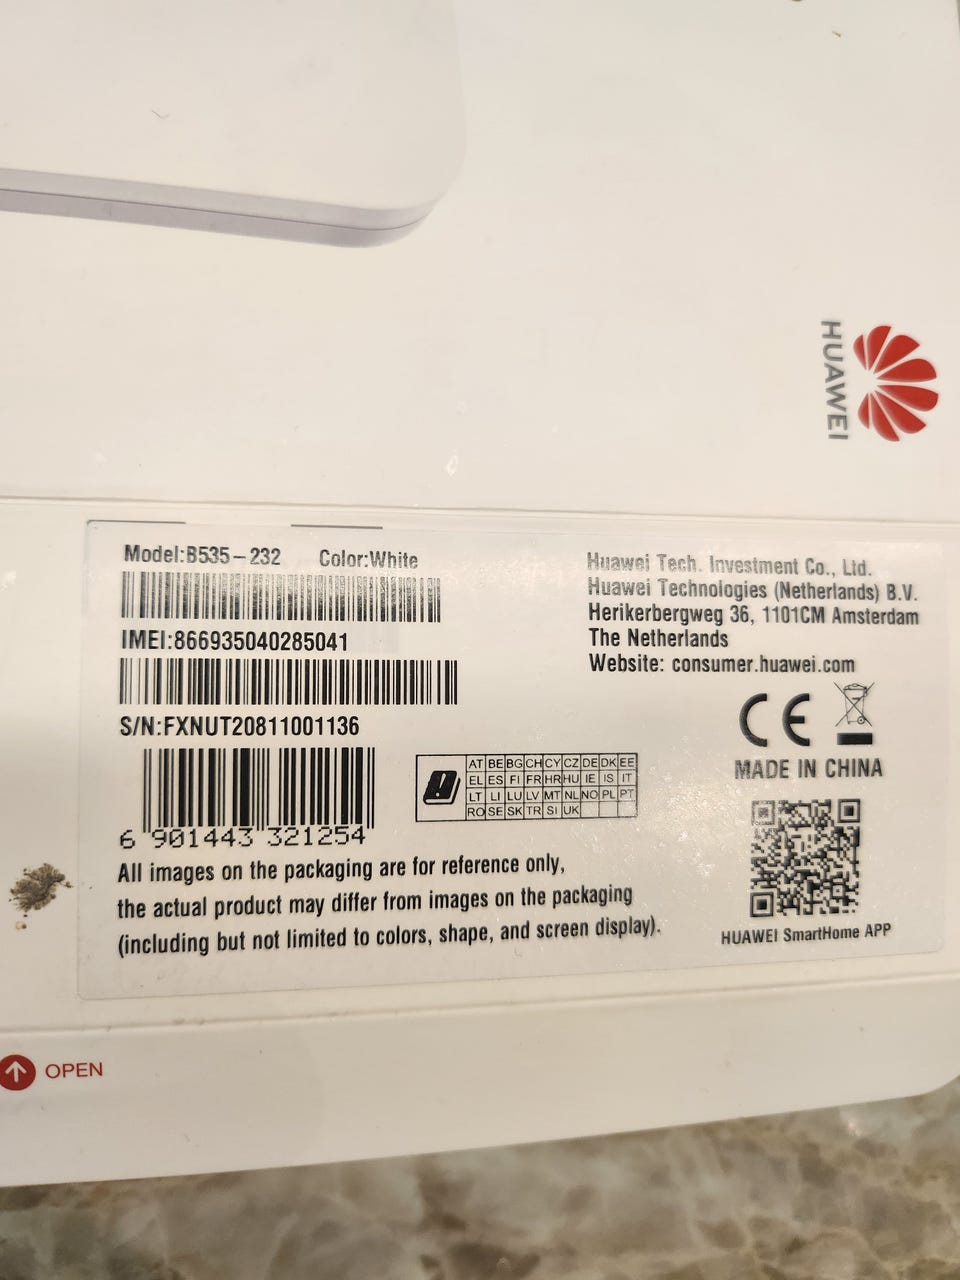 HUAWEI
Model:B535-232 Color:White
IMEI:866935040285041
S/N:FXNUT20811001136
6 901443 321254
All images on the packaging are for reference only,
the actual product may differ from images on the packaging
(including but not limited to colors, shape, and screen display).
AT BE BG CH CY CZ DE DK EE
EL ES FI FR HR HU IE IS IT
LT LI LU LV MT NL NO PL PT
RO SE SK TR SI UK
Huawei Tech. Investment Co., Ltd.
Huawei Technologies (Netherlands) B.V.
Herikerbergweg 36, 1101CM Amsterdam
The Netherlands
Website: consumer.huawei.com
CE
MADE IN CHINA
HUAWEI SmartHome APP
OPEN